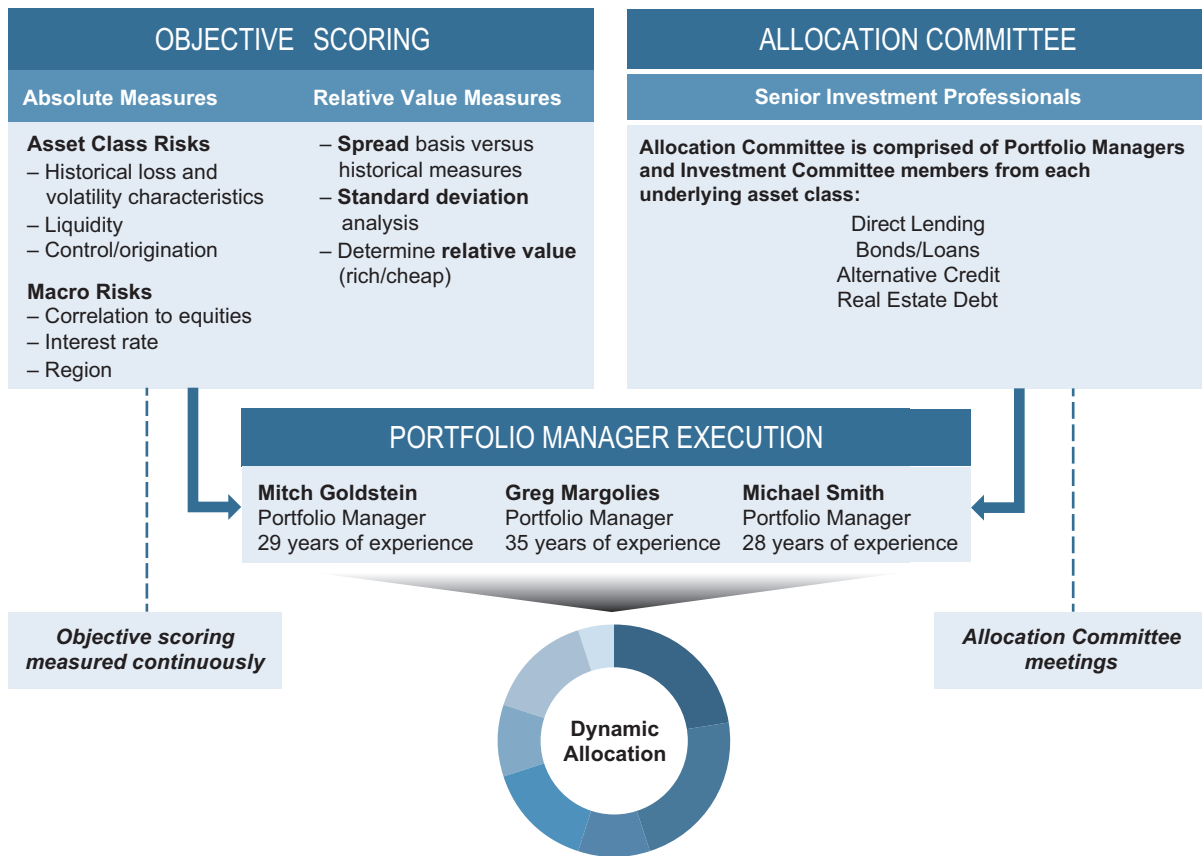 OBJECTIVE SCORING
Absolute Measures
Relative Value Measures
Asset Class Risks
– Historical loss and
volatility characteristics
– Liquidity
– Control/origination
Macro Risks
– Correlation to equities
– Interest rate
– Region
– Spread basis versus
historical measures
– Standard deviation
analysis
– Determine relative value
(rich/cheap)
ALLOCATION COMMITTEE
Senior Investment Professionals
Allocation Committee is comprised of Portfolio Managers
and Investment Committee members from each
underlying asset class:
Direct Lending
Bonds/Loans
Alternative Credit
Real Estate Debt
PORTFOLIO MANAGER EXECUTION
Mitch Goldstein
Portfolio Manager
29 years of experience
Greg Margolies
Portfolio Manager
35 years of experience
Michael Smith
Portfolio Manager
28 years of experience
Objective scoring
measured continuously
Allocation Committee
meetings
Dynamic
Allocation